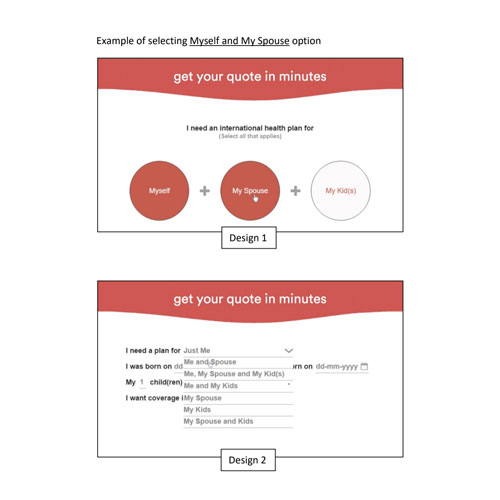 Example of selecting Myself and My Spouse option
get your quote in minutes
I need an international health plan for
(Select all that applies)
Myself + My Spouse + My Kid(s)
Design 1
get your quote in minutes
I need a plan for Just Me
Me and Spouse
I was born on dd rn on dd-mm-yyyy
Me, My Spouse and My Kid(s)
My 1 child(ren) Me and My Kids
I want coverage i My Spouse
My Kids
My Spouse and Kids
Design 2